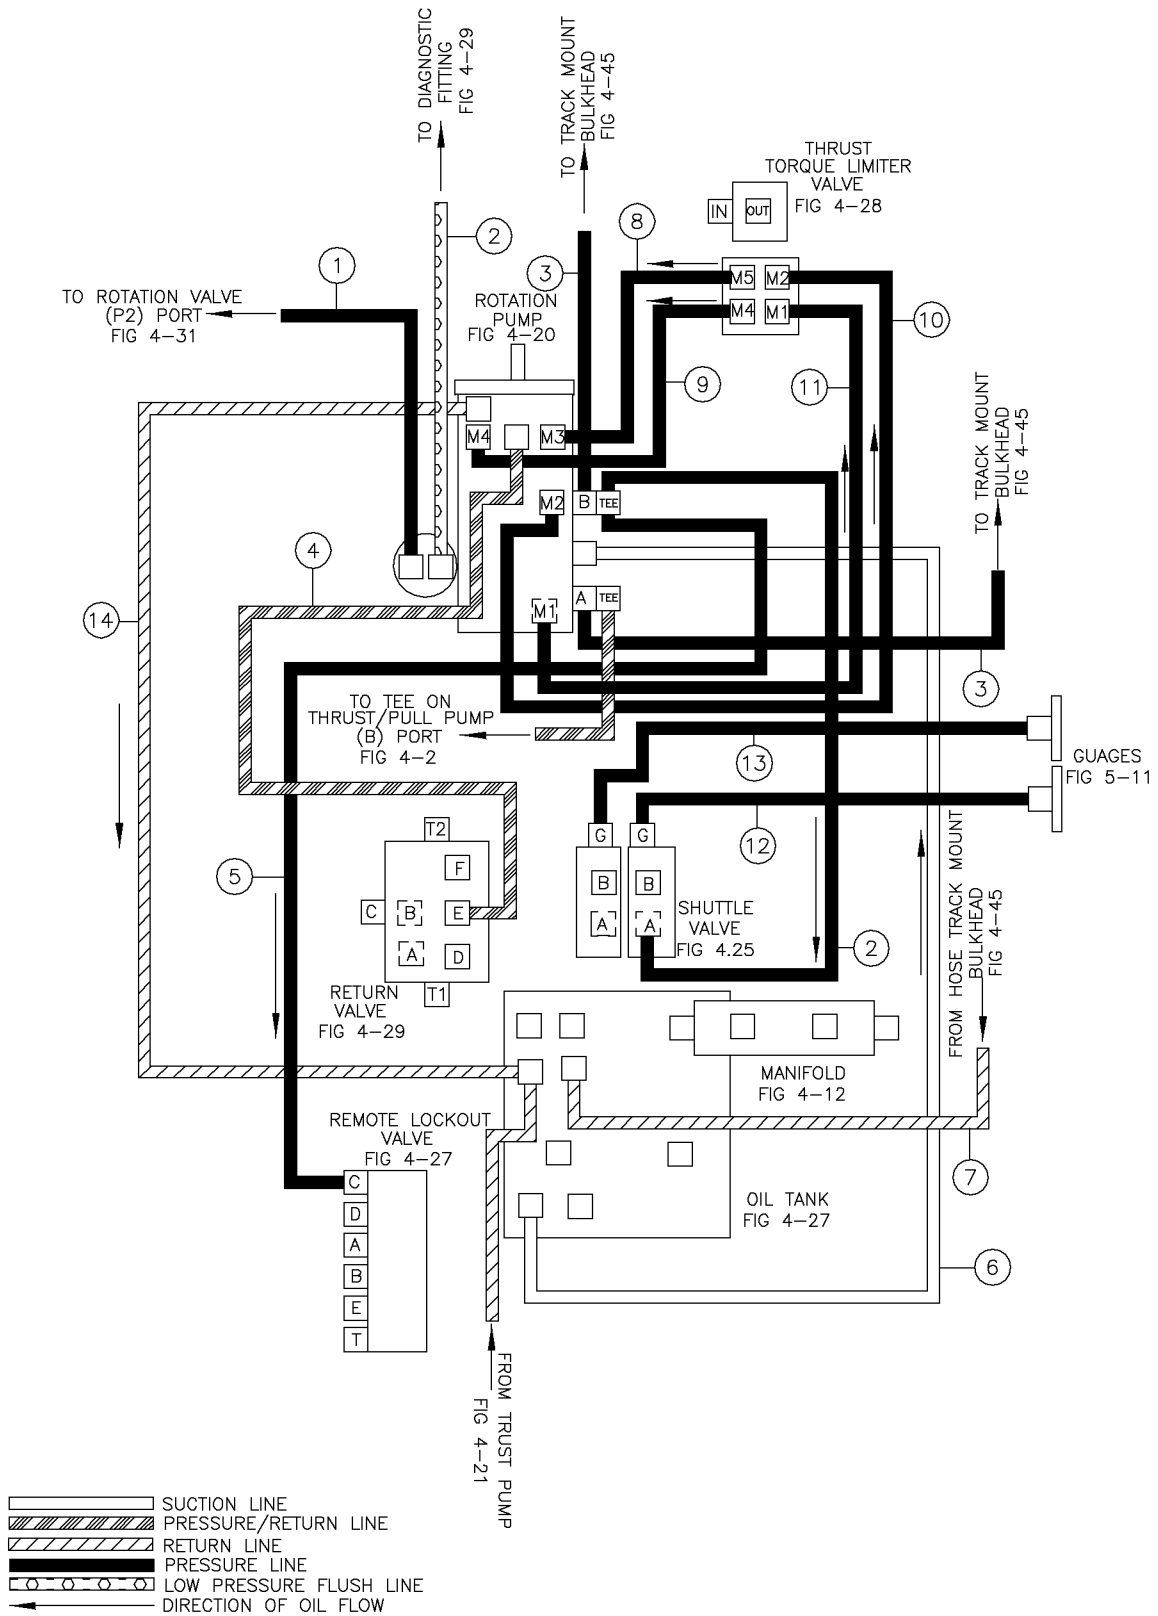 TO DIAGNOSTIC
FITTING
FIG 4-29
TO TRACK MOUNT
BULKHEAD
FIG 4-45
THRUST
TORQUE LIMITER
VALVE
FIG 4-28
IN
OUT
8
2
1
3
TO ROTATION VALVE
(P2) PORT
FIG 4-31
ROTATION
PUMP
FIG 4-20
M5
M2
M4
M1
10
9
11
TO TRACK MOUNT
BULKHEAD
FIG 4-45
M4
M3
M2
B
TEE
4
A
TEE
M1
14
3
TO TEE ON
THRUST/PULL PUMP
(B) PORT
FIG 4-2
13
GUAGES
FIG 5-11
12
G
G
T2
5
F
B
B
C
B
E
A
A
SHUTTLE
VALVE
FIG 4.25
A
D
2
T1
RETURN
VALVE
FIG 4-29
FROM HOSE TRACK MOUNT
BULKHEAD
FIG 4-45
MANIFOLD
FIG 4-12
REMOTE LOCKOUT
VALVE
FIG 4-27
7
C
D
A
B
E
T
OIL TANK
FIG 4-27
6
FROM TRUST PUMP
FIG 4-21
SUCTION LINE
PRESSURE/RETURN LINE
RETURN LINE
PRESSURE LINE
LOW PRESSURE FLUSH LINE
DIRECTION OF OIL FLOW